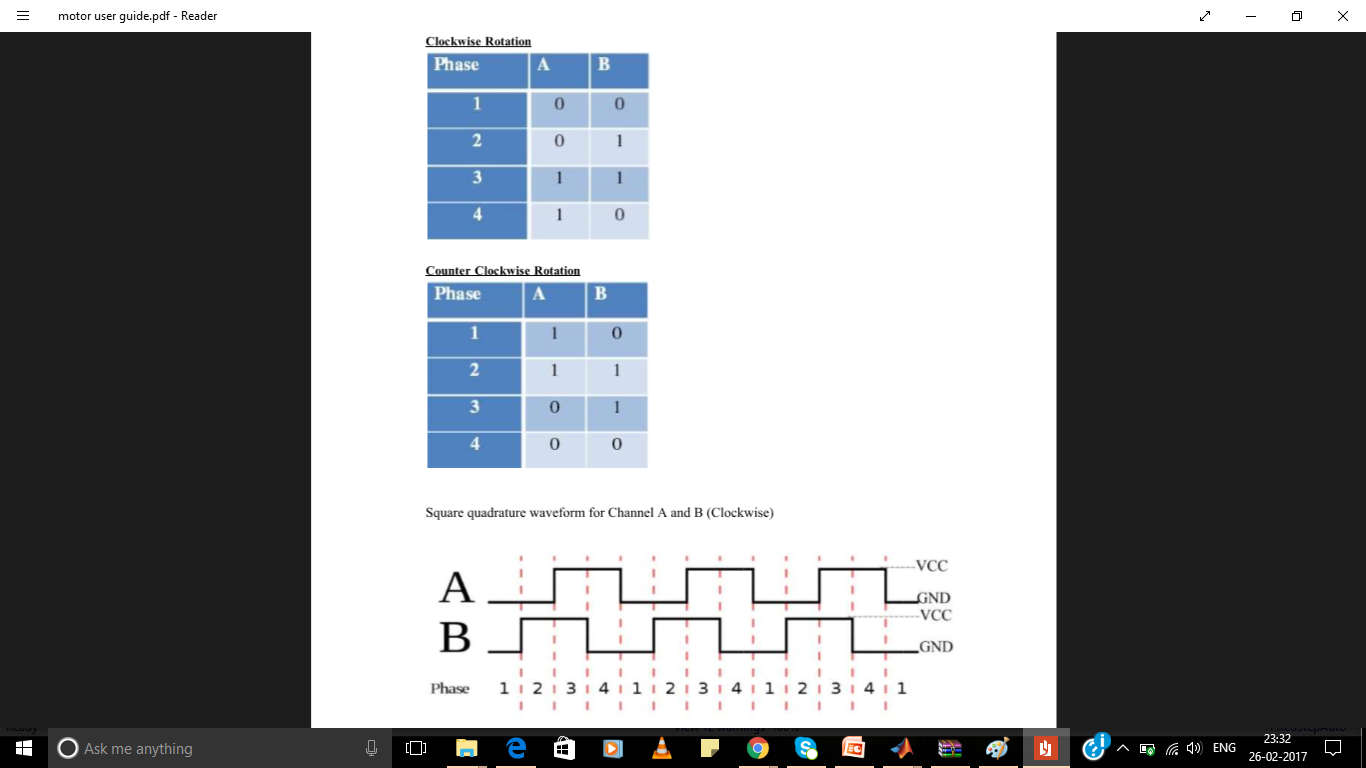 motor user guide.pdf - Reader
Clockwise Rotation
Phase A B
1 0 0
2 0 1
3 1 1
4 1 0
Counter Clockwise Rotation
Phase A B
1 1 0
2 1 1
3 0 1
4 0 0
Square quadrature waveform for Channel A and B (Clockwise)
A
VCC
GND
B
VCC
GND
Phase 1 2 3 4 1 2 3 4 1 2 3 4 1
Ask me anything
ENG
23:32
26-02-2017